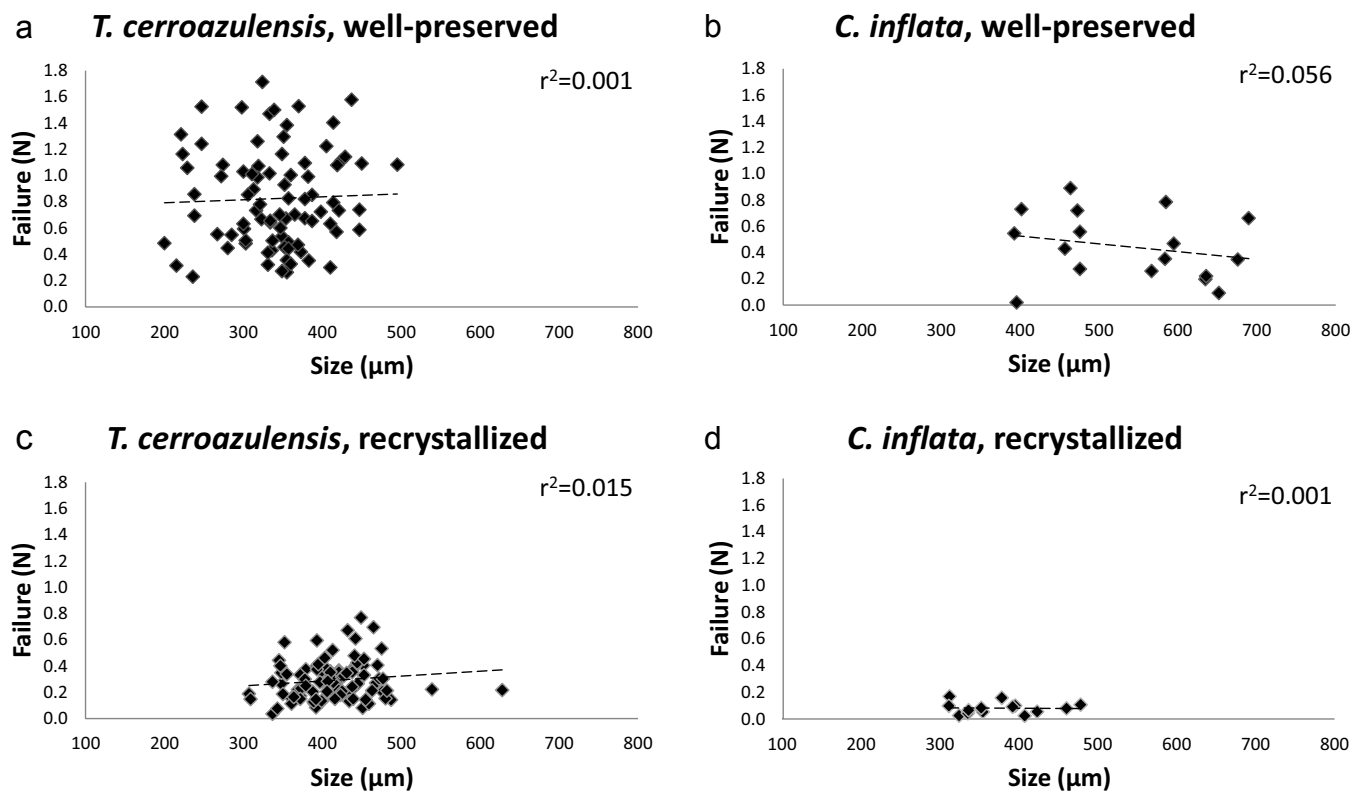 a T. cerroazulensis, well-preserved
r²=0.001
1.8
1.6
1.4
1.2
1.0
0.8
0.6
0.4
0.2
0.0
Failure (N)
100 200 300 400 500 600 700 800
Size (µm)
b C. inflata, well-preserved
r²=0.056
1.8
1.6
1.4
1.2
1.0
0.8
0.6
0.4
0.2
0.0
Failure (N)
100 200 300 400 500 600 700 800
Size (µm)
c T. cerroazulensis, recrystallized
r²=0.015
1.8
1.6
1.4
1.2
1.0
0.8
0.6
0.4
0.2
0.0
Failure (N)
100 200 300 400 500 600 700 800
Size (µm)
d C. inflata, recrystallized
r²=0.001
1.8
1.6
1.4
1.2
1.0
0.8
0.6
0.4
0.2
0.0
Failure (N)
100 200 300 400 500 600 700 800
Size (µm)